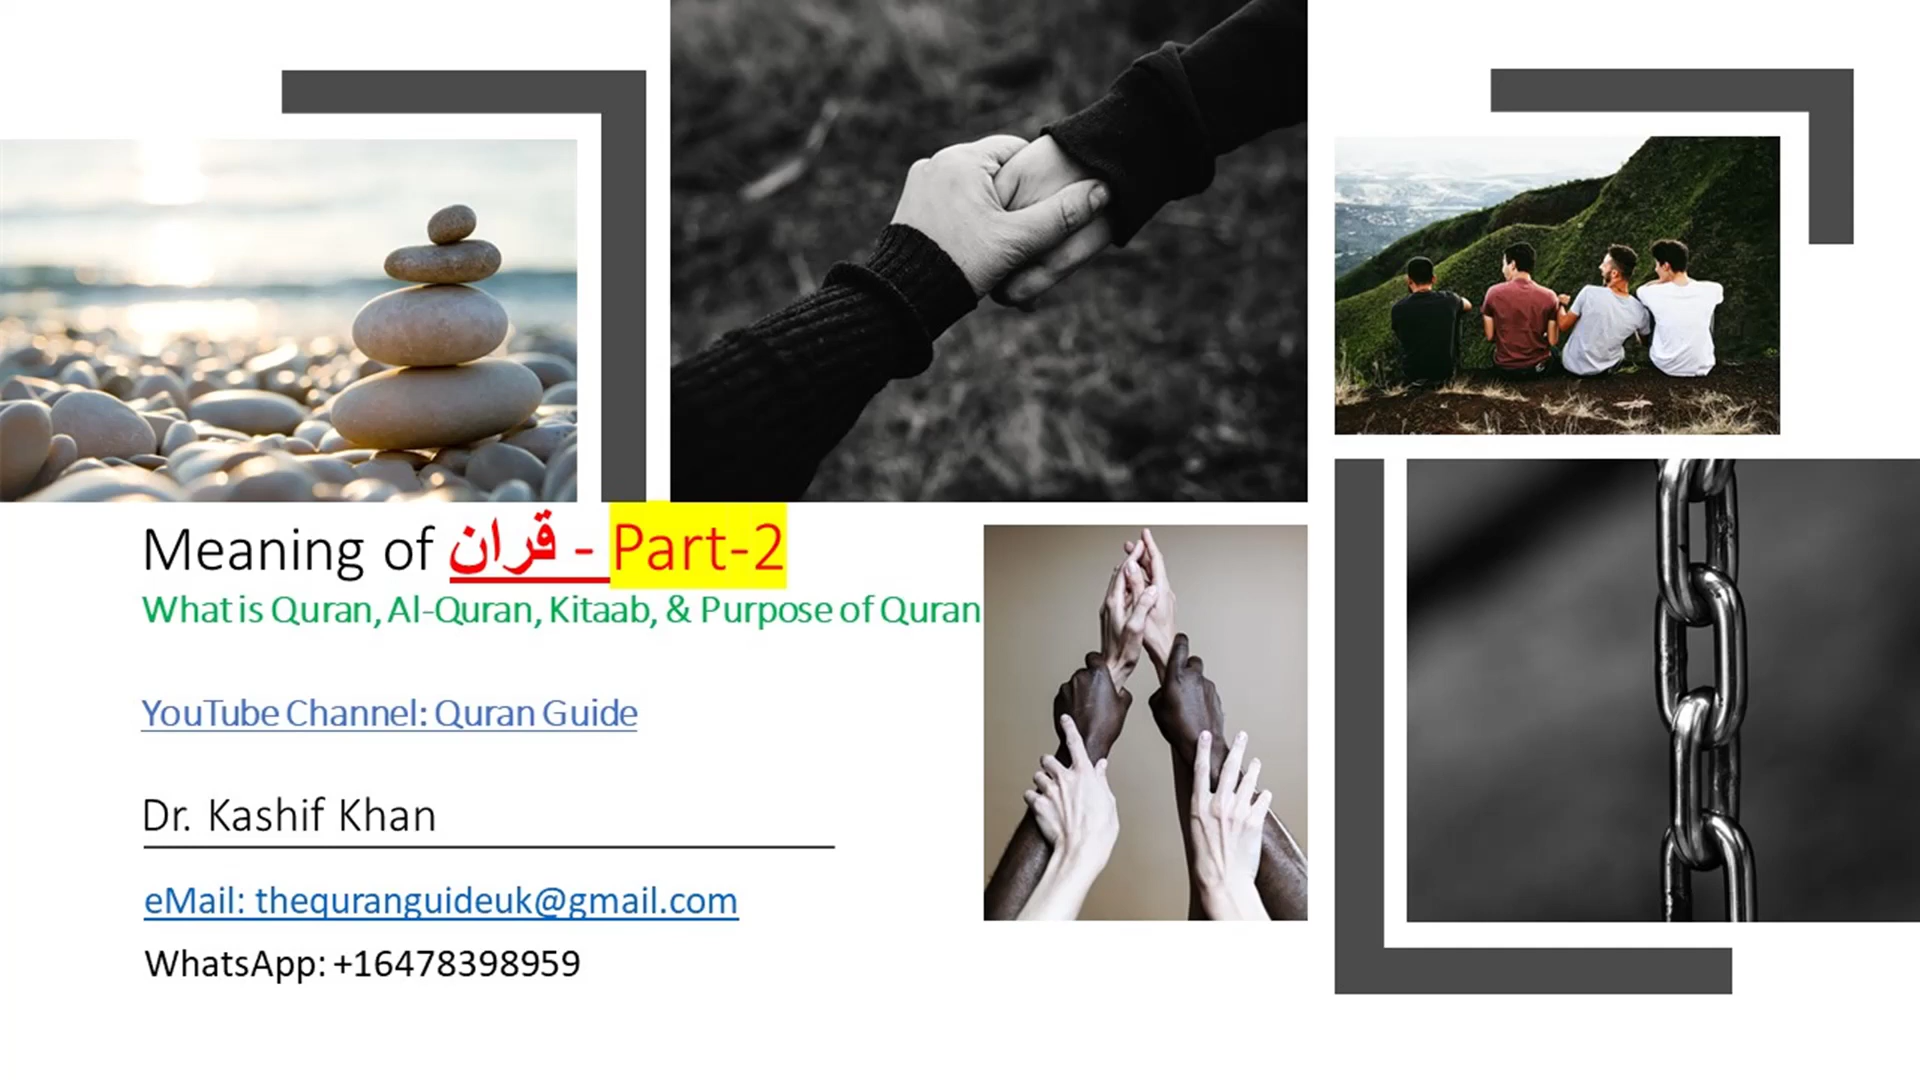 Meaning of قران - Part-2
What is Quran, Al-Quran, Kitaab, & Purpose of Quran
YouTube Channel: Quran Guide
Dr. Kashif Khan
eMail: thequranguideuk@gmail.com
WhatsApp: +16478398959